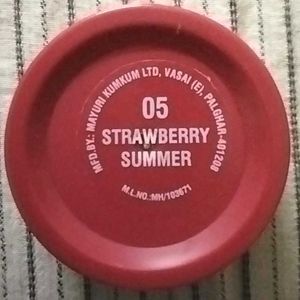 MFD.BY.: MAYURI KUMKUM LTD, VASAI (E), PALGHAR-401208
05
STRAWBERRY
SUMMER
M.L.NO.:MH/103671